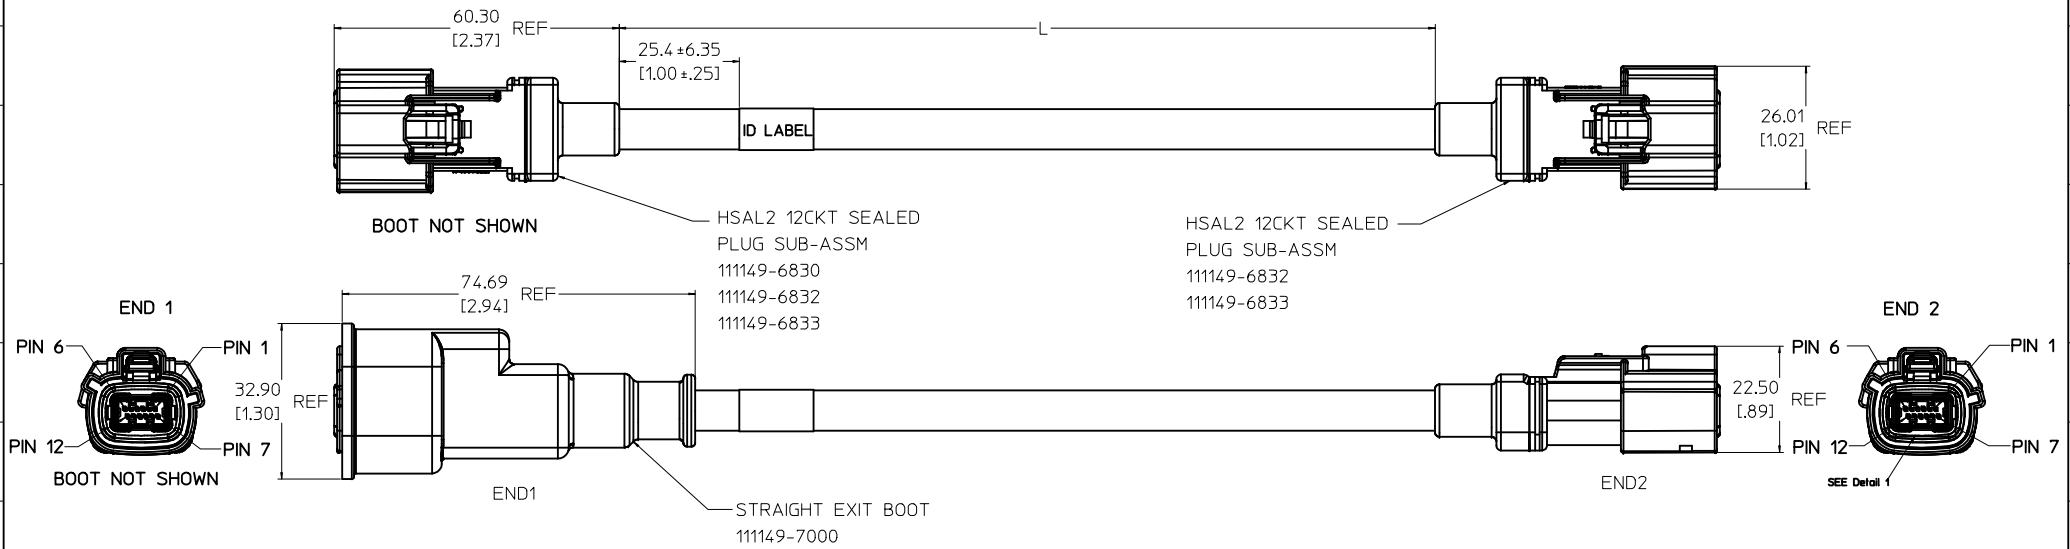 60.30
[2.37]
REF
L
25.4±6.35
[1.00±.25]
ID LABEL
26.01
[1.02]
REF
BOOT NOT SHOWN
HSAL2 12CKT SEALED
PLUG SUB-ASSM
111149-6830
111149-6832
111149-6833
HSAL2 12CKT SEALED
PLUG SUB-ASSM
111149-6832
111149-6833
74.69
[2.94]
REF
END 1
PIN 6
PIN 1
PIN 12
PIN 7
BOOT NOT SHOWN
32.90
[1.30]
REF
END1
STRAIGHT EXIT BOOT
111149-7000
END2
22.50
[.89]
REF
END 2
PIN 6
PIN 1
PIN 12
PIN 7
SEE Detail 1